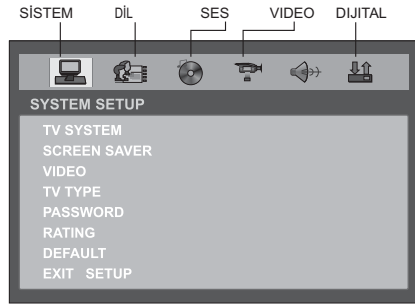 SİSTEM DİL SES VIDEO DIJITAL
SYSTEM SETUP
TV SYSTEM
SCREEN SAVER
VIDEO
TV TYPE
PASSWORD
RATING
DEFAULT
EXIT SETUP